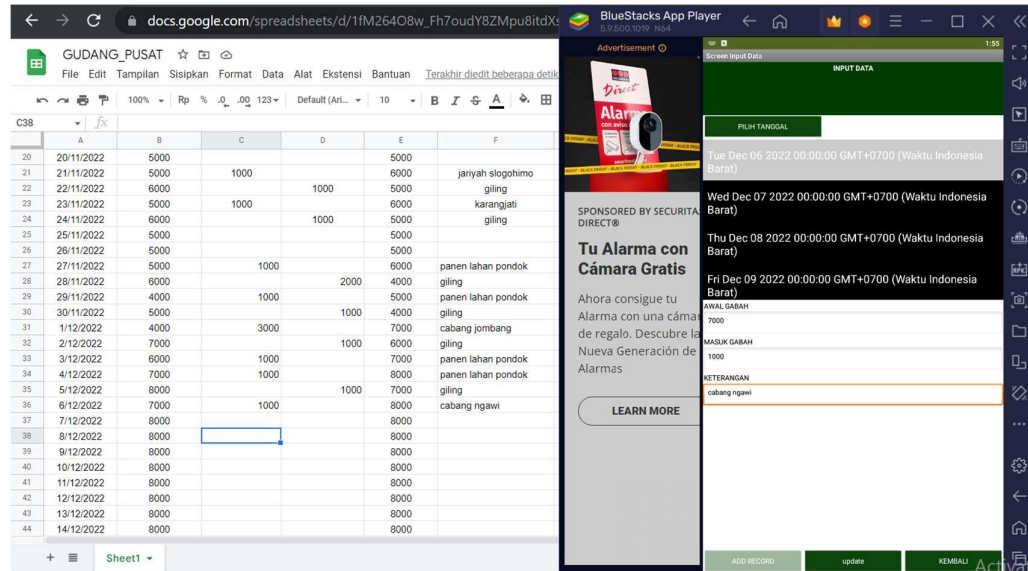 docs.google.com/spreadsheets/d/1fM264O8w_Fh7oudY8ZMpu8itdXs
GUDANG_PUSAT
File Edit Tampilan Sisipkan Format Data Alat Ekstensi Bantuan Terakhir diedit beberapa detik
100% Rp % .0 .00 123 Default (Ari... 10 B I S A
C38 fx
A B C D E F
20 20/11/2022 5000 5000
21 21/11/2022 5000 1000 6000 jariyah slogohimo
22 22/11/2022 6000 1000 5000 giling
23 23/11/2022 5000 1000 6000 karangjati
24 24/11/2022 6000 1000 5000 giling
25 25/11/2022 5000 5000
26 26/11/2022 5000 5000
27 27/11/2022 5000 1000 6000 panen lahan pondok
28 28/11/2022 6000 2000 4000 giling
29 29/11/2022 4000 1000 5000 panen lahan pondok
30 30/11/2022 5000 1000 4000 giling
31 1/12/2022 4000 3000 7000 cabang jombang
32 2/12/2022 7000 1000 6000 giling
33 3/12/2022 6000 1000 7000 panen lahan pondok
34 4/12/2022 7000 1000 8000 panen lahan pondok
35 5/12/2022 8000 1000 7000 giling
36 6/12/2022 7000 1000 8000 cabang ngawi
37 7/12/2022 8000 8000
38 8/12/2022 8000 8000
39 9/12/2022 8000 8000
40 10/12/2022 8000 8000
41 11/12/2022 8000 8000
42 12/12/2022 8000 8000
43 13/12/2022 8000 8000
44 14/12/2022 8000 8000
Sheet1
BlueStacks App Player
5.9.500.1019 N64
Advertisement
Direct
Alar
con aviso
SPONSORED BY SECURITA
DIRECT®
Tu Alarma con
Cámara Gratis
Ahora consigue tu
Alarma con una cámar
de regalo. Descubre la
Nueva Generación de
Alarmas
LEARN MORE
1:55
Screen Input Data
INPUT DATA
PILIH TANGGAL
Tue Dec 06 2022 00:00:00 GMT+0700 (Waktu Indonesia
Barat)
Wed Dec 07 2022 00:00:00 GMT+0700 (Waktu Indonesia
Barat)
Thu Dec 08 2022 00:00:00 GMT+0700 (Waktu Indonesia
Barat)
Fri Dec 09 2022 00:00:00 GMT+0700 (Waktu Indonesia
Barat)
AWAL GABAH
7000
MASUK GABAH
1000
KETERANGAN
cabang ngawi
ADD RECORD update KEMBALI
Activa